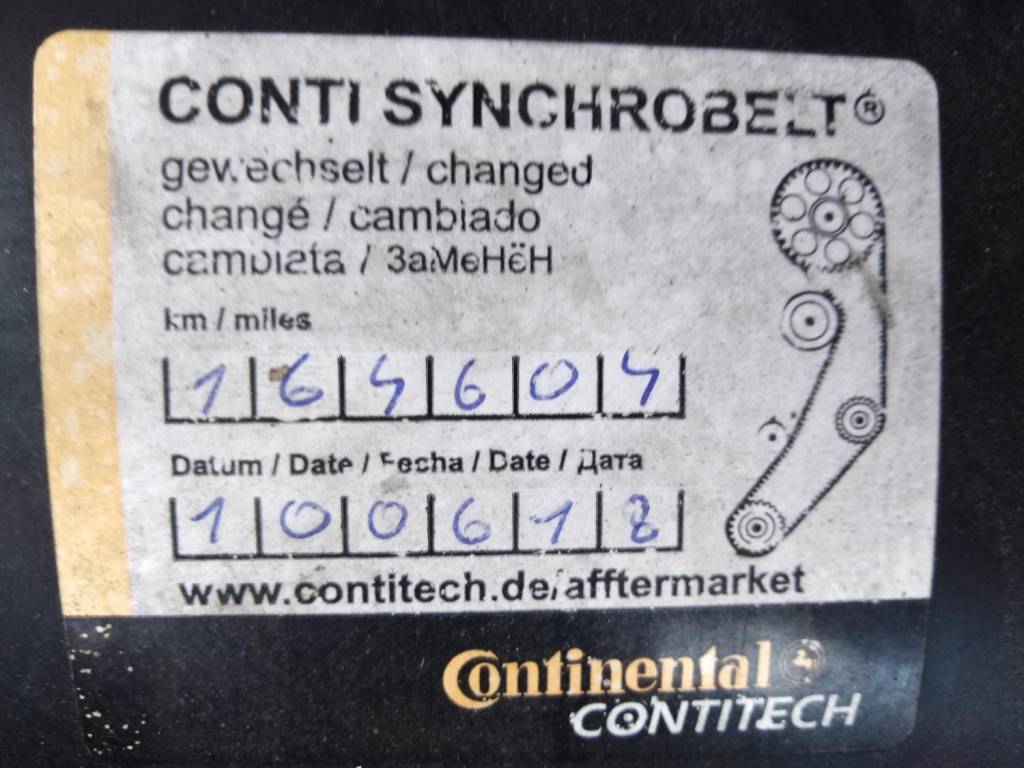 CONTI SYNCHROBELT®
gewechselt / changed
changé / cambiado
cambiata / ЗаМеНёН
km / miles
164604
Datum / Date / Fecha / Date / Дата
100618
www.contitech.de/afftermarket
Continental
CONTITECH